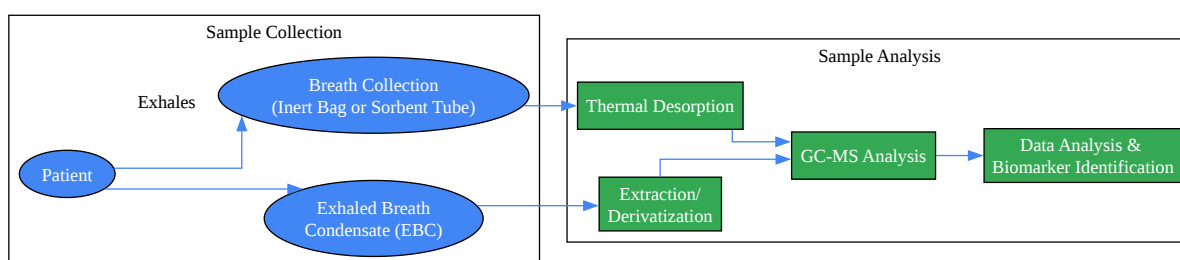 Sample Collection
Exhales
Patient
Breath Collection
(Inert Bag or Sorbent Tube)
Exhaled Breath
Condensate (EBC)
Sample Analysis
Thermal Desorption
Extraction/
Derivatization
GC-MS Analysis
Data Analysis &
Biomarker Identification